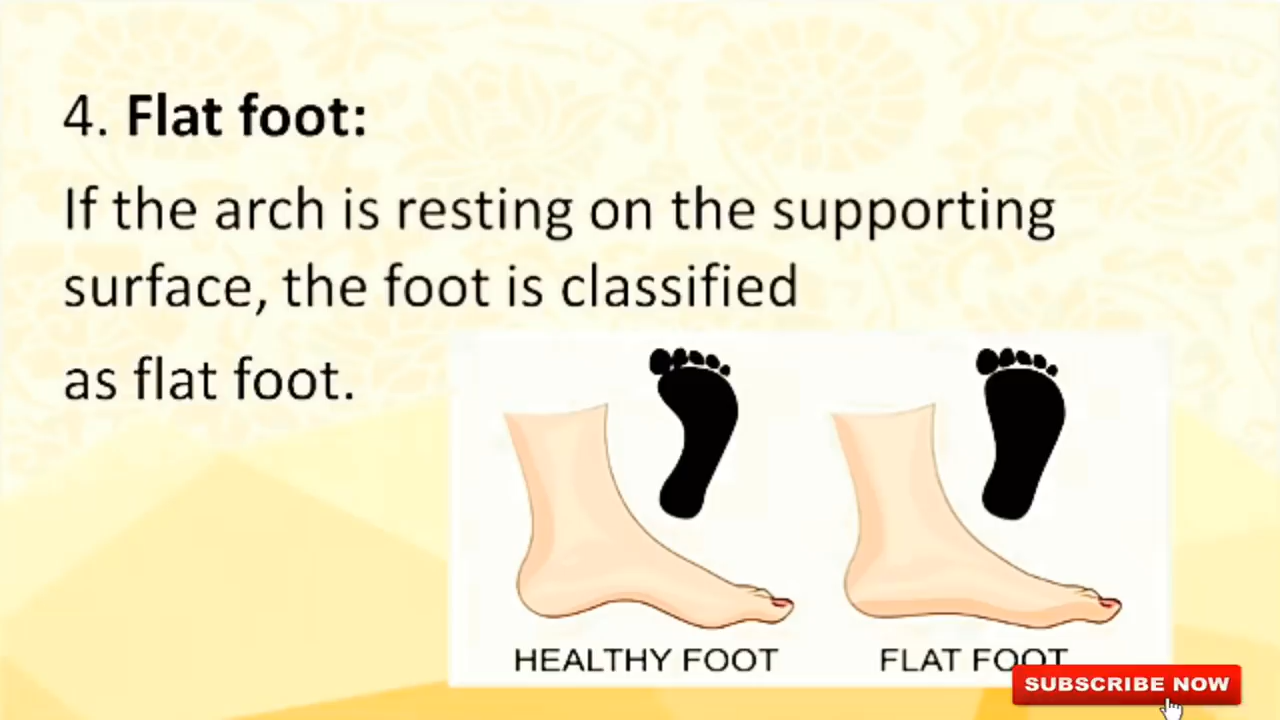 4. Flat foot:
If the arch is resting on the supporting
surface, the foot is classified
as flat foot.
HEALTHY FOOT
FLAT FOOT
SUBSCRIBE NOW